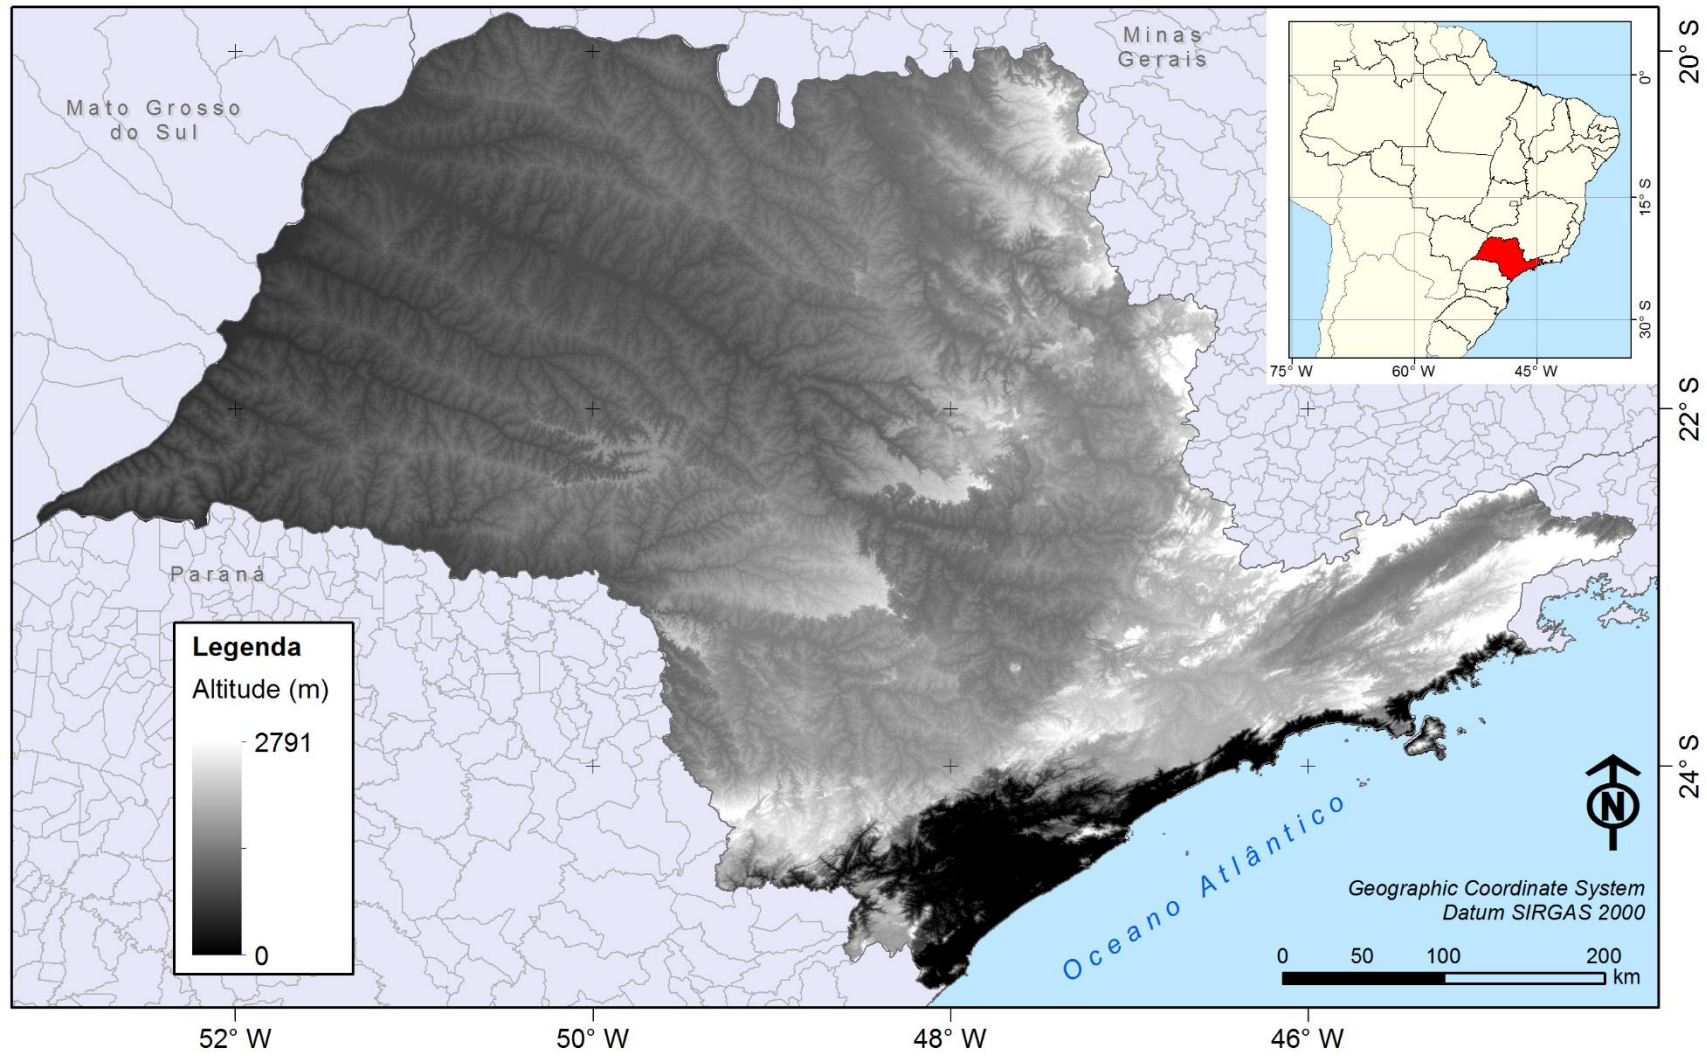 Minas
Gerais
Mato Grosso
do Sul
Paraná
Legenda
Altitude (m)
2791
0
Oceano Atlântico
Geographic Coordinate System
Datum SIRGAS 2000
0 50 100 200
km
N
52° W 50° W 48° W 46° W
20° S
22° S
24° S
0°
15° S
30° S
75° W 60° W 45° W